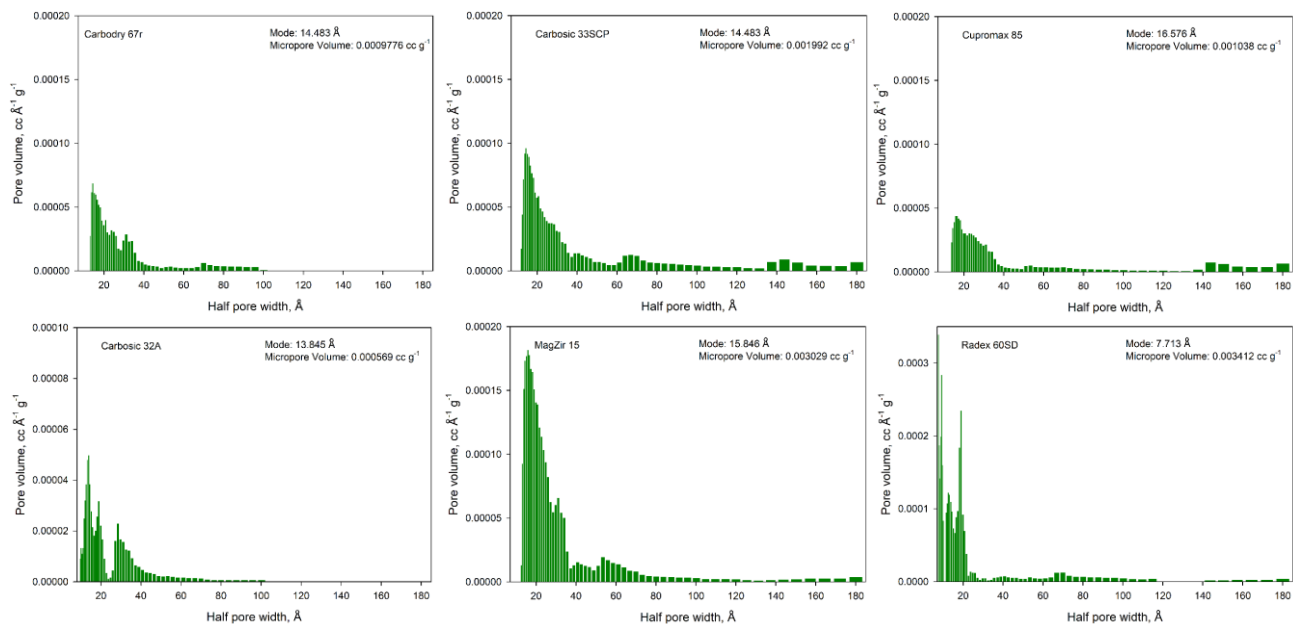 Carbodry 67r
Mode: 14.483 Å
Micropore Volume: 0.0009776 cc g⁻¹
Pore volume, cc Å⁻¹ g⁻¹
0.00020
0.00015
0.00010
0.00005
0.00000
20 40 60 80 100 120 140 160 180
Half pore width, Å
Carbosic 33SCP
Mode: 14.483 Å
Micropore Volume: 0.001992 cc g⁻¹
Pore volume, cc Å⁻¹ g⁻¹
0.00020
0.00015
0.00010
0.00005
0.00000
20 40 60 80 100 120 140 160 180
Half pore width, Å
Cupromax 85
Mode: 16.576 Å
Micropore Volume: 0.001038 cc g⁻¹
Pore volume, cc Å⁻¹ g⁻¹
0.00020
0.00015
0.00010
0.00005
0.00000
20 40 60 80 100 120 140 160 180
Half pore width, Å
Carbosic 32A
Mode: 13.845 Å
Micropore Volume: 0.000569 cc g⁻¹
Pore volume, cc Å⁻¹ g⁻¹
0.00010
0.00008
0.00006
0.00004
0.00002
0.00000
20 40 60 80 100 120 140 160 180
Half pore width, Å
MagZir 15
Mode: 15.846 Å
Micropore Volume: 0.003029 cc g⁻¹
Pore volume, cc Å⁻¹ g⁻¹
0.00020
0.00015
0.00010
0.00005
0.00000
20 40 60 80 100 120 140 160 180
Half pore width, Å
Radex 60SD
Mode: 7.713 Å
Micropore Volume: 0.003412 cc g⁻¹
Pore volume, cc Å⁻¹ g⁻¹
0.0003
0.0002
0.0001
0.0000
20 40 60 80 100 120 140 160 180
Half pore width, Å